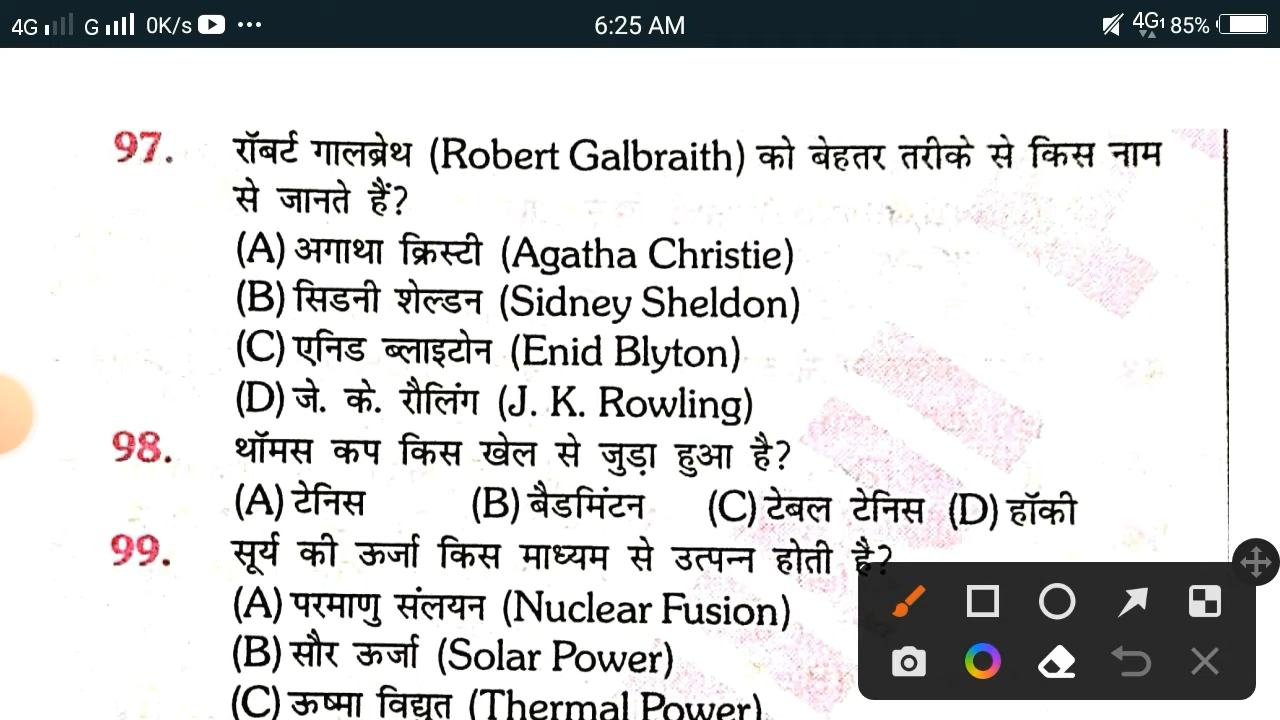 4G G 0K/s ••• 6:25 AM 4G1 85%
97. रॉबर्ट गालब्रेथ (Robert Galbraith) को बेहतर तरीके से किस नाम
से जानते हैं?
(A) अगाथा क्रिस्टी (Agatha Christie)
(B) सिडनी शेल्डन (Sidney Sheldon)
(C) एनिड ब्लाइटोन (Enid Blyton)
(D) जे. के. रौलिंग (J. K. Rowling)
98. थॉमस कप किस खेल से जुड़ा हुआ है?
(A) टेनिस (B) बैडमिंटन (C) टेबल टेनिस (D) हॉकी
99. सूर्य की ऊर्जा किस माध्यम से उत्पन्न होती है?
(A) परमाणु संलयन (Nuclear Fusion)
(B) सौर ऊर्जा (Solar Power)
(C) ऊष्मा विद्युत (Thermal Power)